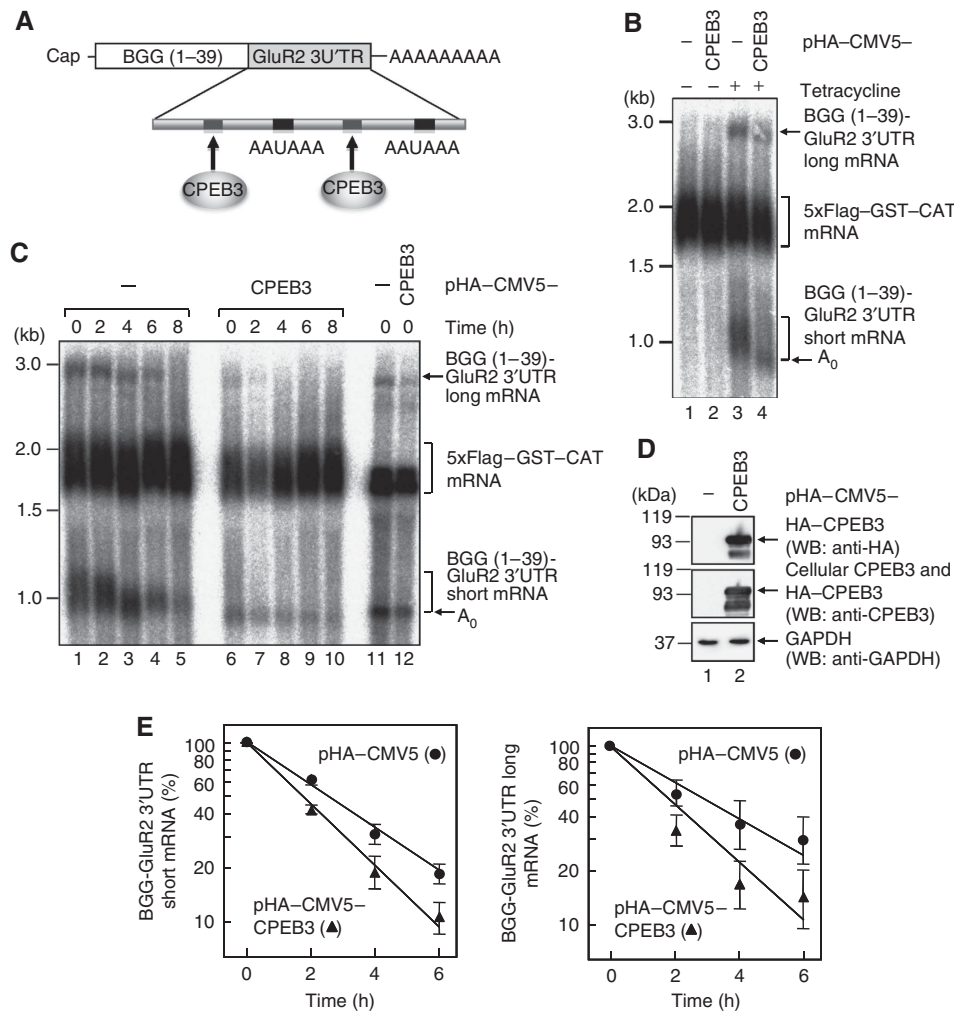 A
Cap
BGG (1–39)
GluR2 3U′TR
AAAAAAAAA
AAUAAA
AAUAAA
CPEB3
CPEB3
B
–
CPEB3
–
CPEB3
pHA–CMV5–
– – + +
Tetracycline
(kb)
3.0
2.0
1.5
1.0
BGG (1–39)-
GluR2 3′UTR
long mRNA
5xFlag–GST–CAT
mRNA
BGG (1–39)-
GluR2 3′UTR
short mRNA
A0
1 2 3 4
C
–
CPEB3
–
CPEB3
pHA–CMV5–
0 2 4 6 8
0 2 4 6 8
0 0
Time (h)
(kb)
3.0
2.0
1.5
1.0
BGG (1–39)-
GluR2 3′UTR
long mRNA
5xFlag–GST–CAT
mRNA
BGG (1–39)-
GluR2 3′UTR
short mRNA
A0
1 2 3 4 5 6 7 8 9 10 11 12
D
–
CPEB3
pHA–CMV5–
(kDa)
119
93
HA–CPEB3
(WB: anti-HA)
119
93
Cellular CPEB3 and
HA–CPEB3
(WB: anti-CPEB3)
37
GAPDH
(WB: anti-GAPDH)
1 2
E
BGG-GluR2 3′UTR
short mRNA (%)
100
80
60
40
20
10
pHA–CMV5 (●)
pHA–CMV5–
CPEB3 (▲)
0 2 4 6
Time (h)
BGG-GluR2 3′UTR long
mRNA (%)
100
80
60
40
20
10
pHA–CMV5 (●)
pHA–CMV5–
CPEB3 (▲)
0 2 4 6
Time (h)